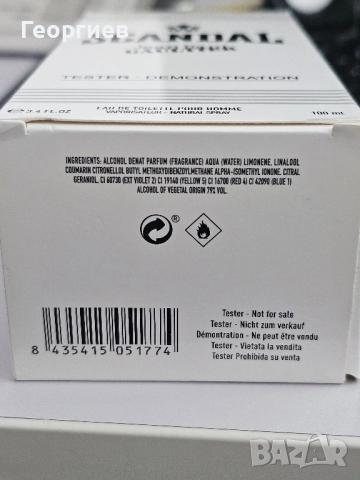 Георгиев
SCANDAL
TESTER - DEMONSTRATION
3.4 FL.OZ
EAU DE TOILETTE POUR HOMME
VAPORISATEUR - NATURAL SPRAY
100 mL
INGREDIENTS: ALCOHOL DENAT PARFUM (FRAGRANCE) AQUA (WATER) LIMONENE, LINALOOL
COUMARIN CITRONELLOL BUTYL METHOXYDIBENZOYLMETHANE ALPHA-ISOMETHYL IONONE, CITRAL
GERANIOL, CI 60730 (EXT VIOLET 2) CI 19140 (YELLOW 5) CI 16700 (RED 4) CI 42090 (BLUE 1)
ALCOHOL OF VEGETAL ORIGIN 79% VOL.
Tester - Not for sale
Tester - Nicht zum verkauf
Démontration - Ne peut être vendu
Tester - Vietata la vendita
Tester Prohibida su venta
8 435415 051774
bazar